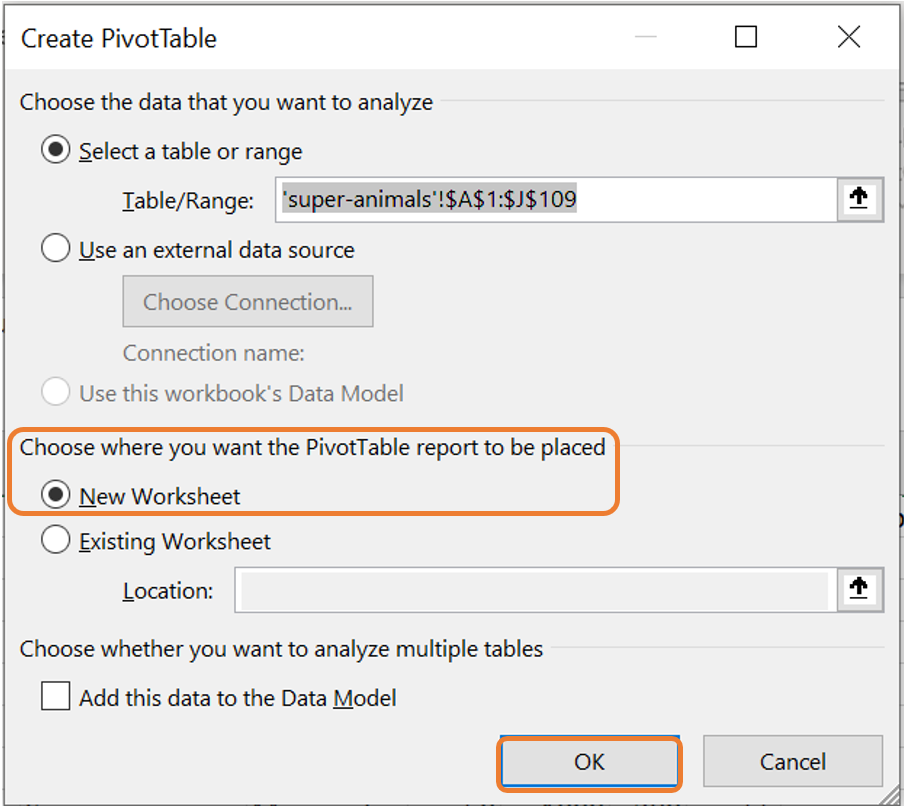 Create PivotTable
Choose the data that you want to analyze
Select a table or range
Table/Range: 'super-animals'!$A$1:$J$109
Use an external data source
Choose Connection...
Connection name:
Use this workbook's Data Model
Choose where you want the PivotTable report to be placed
New Worksheet
Existing Worksheet
Location:
Choose whether you want to analyze multiple tables
Add this data to the Data Model
OK Cancel